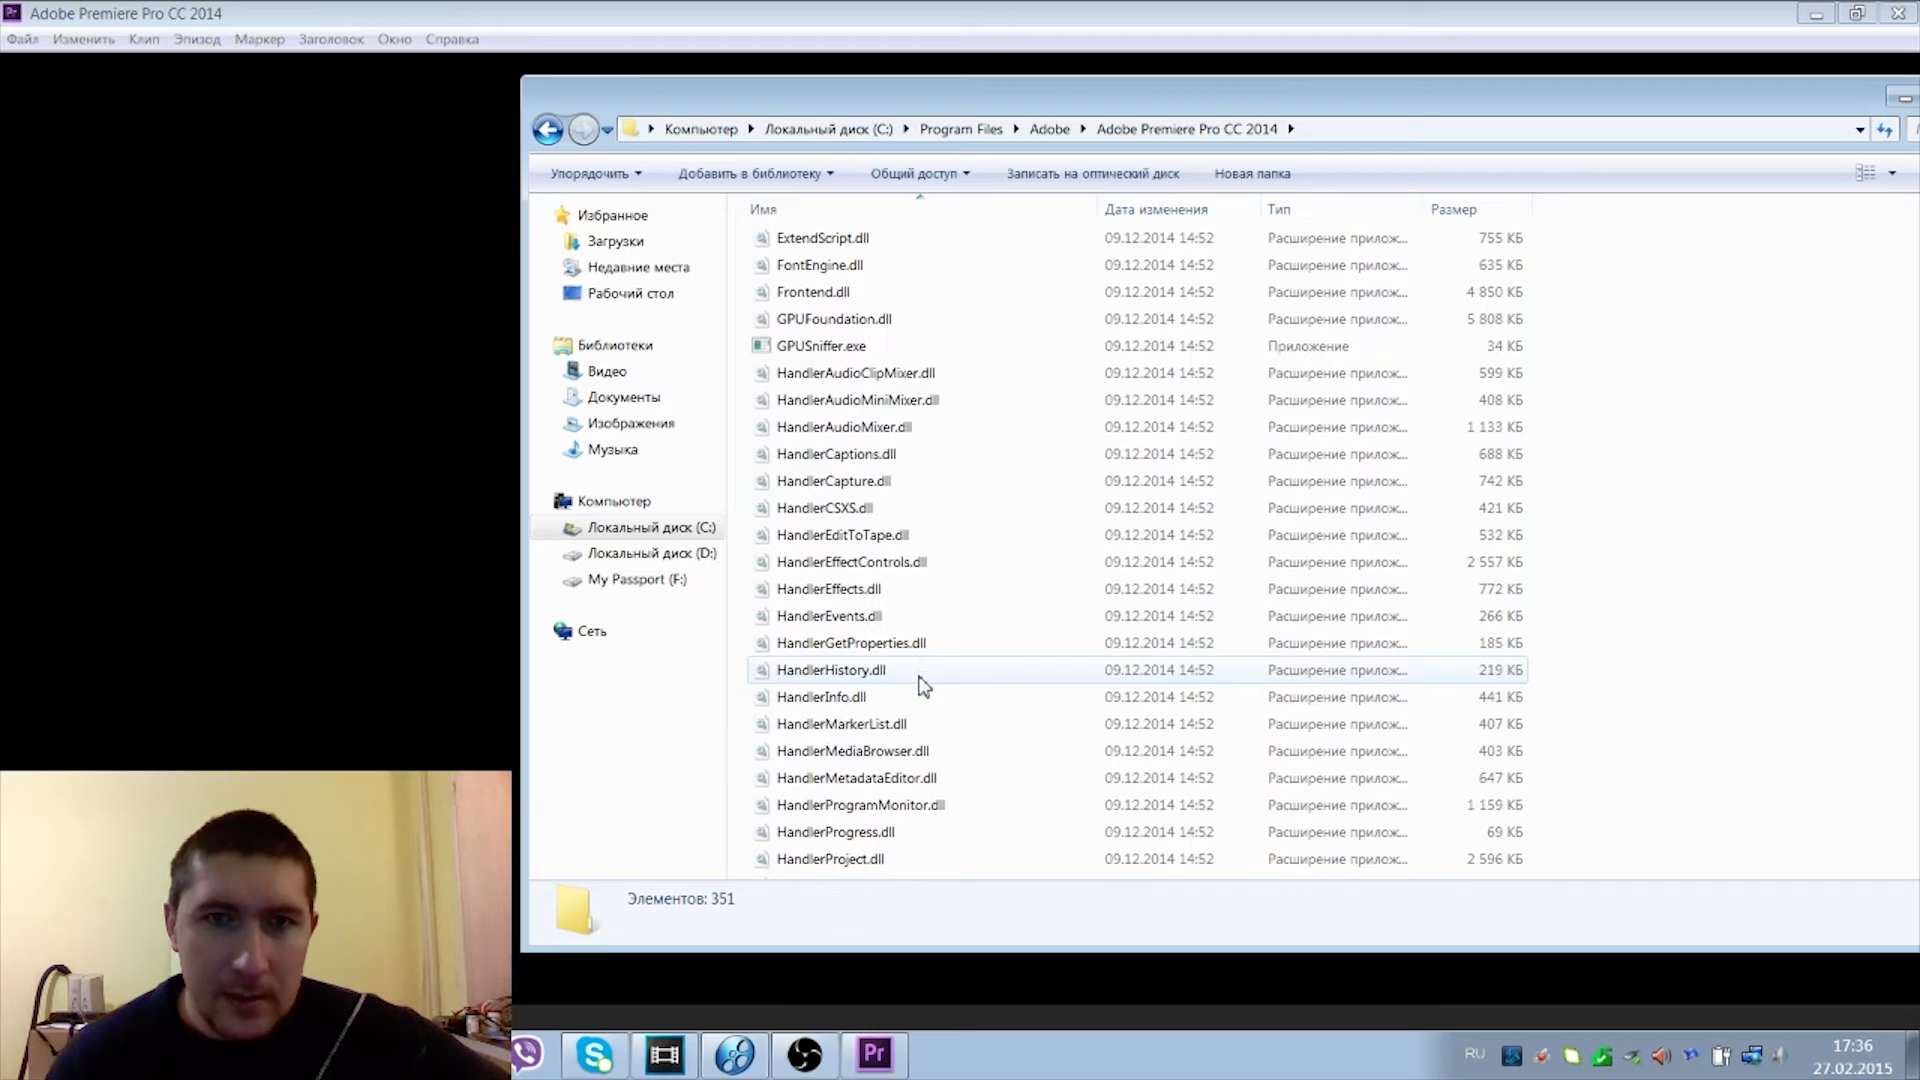 Adobe Premiere Pro CC 2014
Файл Изменить Клип Эпизод Маркер Заголовок Окно Справка
Компьютер Локальный диск (C:) Program Files Adobe Adobe Premiere Pro CC 2014
Упорядочить Добавить в библиотеку Общий доступ Записать на оптический диск Новая папка
Избранное
Загрузки
Недавние места
Рабочий стол
Библиотеки
Видео
Документы
Изображения
Музыка
Компьютер
Локальный диск (C:)
Локальный диск (D:)
My Passport (F:)
Сеть
Имя Дата изменения Тип Размер
ExtendScript.dll 09.12.2014 14:52 Расширение прилож... 755 КБ
FontEngine.dll 09.12.2014 14:52 Расширение прилож... 635 КБ
Frontend.dll 09.12.2014 14:52 Расширение прилож... 4 850 КБ
GPUFoundation.dll 09.12.2014 14:52 Расширение прилож... 5 808 КБ
GPUSniffer.exe 09.12.2014 14:52 Приложение 34 КБ
HandlerAudioClipMixer.dll 09.12.2014 14:52 Расширение прилож... 599 КБ
HandlerAudioMiniMixer.dll 09.12.2014 14:52 Расширение прилож... 408 КБ
HandlerAudioMixer.dll 09.12.2014 14:52 Расширение прилож... 1 133 КБ
HandlerCaptions.dll 09.12.2014 14:52 Расширение прилож... 688 КБ
HandlerCapture.dll 09.12.2014 14:52 Расширение прилож... 742 КБ
HandlerCSXS.dll 09.12.2014 14:52 Расширение прилож... 421 КБ
HandlerEditToTape.dll 09.12.2014 14:52 Расширение прилож... 532 КБ
HandlerEffectControls.dll 09.12.2014 14:52 Расширение прилож... 2 557 КБ
HandlerEffects.dll 09.12.2014 14:52 Расширение прилож... 772 КБ
HandlerEvents.dll 09.12.2014 14:52 Расширение прилож... 266 КБ
HandlerGetProperties.dll 09.12.2014 14:52 Расширение прилож... 185 КБ
HandlerHistory.dll 09.12.2014 14:52 Расширение прилож... 219 КБ
HandlerInfo.dll 09.12.2014 14:52 Расширение прилож... 441 КБ
HandlerMarkerList.dll 09.12.2014 14:52 Расширение прилож... 407 КБ
HandlerMediaBrowser.dll 09.12.2014 14:52 Расширение прилож... 403 КБ
HandlerMetadataEditor.dll 09.12.2014 14:52 Расширение прилож... 647 КБ
HandlerProgramMonitor.dll 09.12.2014 14:52 Расширение прилож... 1 159 КБ
HandlerProgress.dll 09.12.2014 14:52 Расширение прилож... 69 КБ
HandlerProject.dll 09.12.2014 14:52 Расширение прилож... 2 596 КБ
Элементов: 351
Pr
RU
17:36
27.02.2015